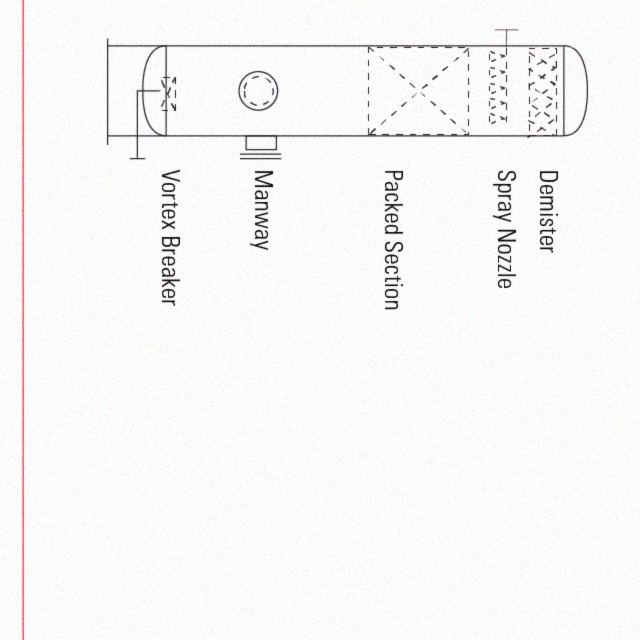 Demister
Spray Nozzle
Packed Section
Manway
Vortex Breaker